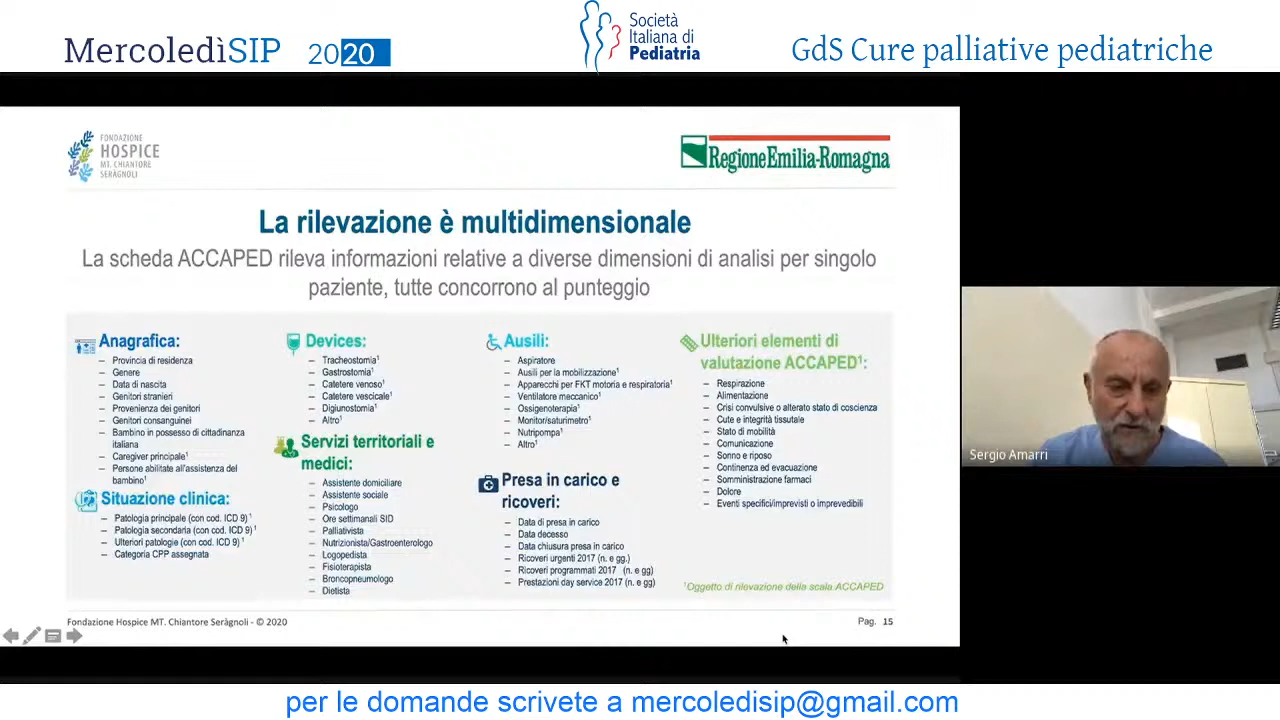 MercoledìSIP 2020
Società
Italiana di
Pediatria
GdS Cure palliative pediatriche
FONDAZIONE
HOSPICE
MT. CHIANTORE
SERÀGNOLI
RegioneEmilia-Romagna
La rilevazione è multidimensionale
La scheda ACCAPED rileva informazioni relative a diverse dimensioni di analisi per singolo
paziente, tutte concorrono al punteggio
Anagrafica:
– Provincia di residenza
– Genere
– Data di nascita
– Genitori stranieri
– Provenienza dei genitori
– Genitori consanguinei
– Bambino in possesso di cittadinanza
italiana
– Caregiver principale¹
– Persone abilitate all'assistenza del
bambino¹
Situazione clinica:
– Patologia principale (con cod. ICD 9)¹
– Patologia secondaria (con cod. ICD 9)¹
– Ulteriori patologie (con cod. ICD 9)¹
– Categoria CPP assegnata
Devices:
– Tracheostomia¹
– Gastrostomia¹
– Catetere venoso¹
– Catetere vescicale¹
– Digiunostomia¹
– Altro¹
Servizi territoriali e
medici:
– Assistente domiciliare
– Assistente sociale
– Psicologo
– Ore settimanali SID
– Palliativista
– Nutrizionista/Gastroenterologo
– Logopedista
– Fisioterapista
– Broncopneumologo
– Dietista
Ausili:
– Aspiratore
– Ausili per la mobilizzazione¹
– Apparecchi per FKT motoria e respiratoria¹
– Ventilatore meccanico¹
– Ossigenoterapia¹
– Monitor/saturimetro¹
– Nutripompa¹
– Altro¹
Presa in carico e
ricoveri:
– Data di presa in carico
– Data decesso
– Data chiusura presa in carico
– Ricoveri urgenti 2017 (n. e gg.)
– Ricoveri programmati 2017 (n. e gg)
– Prestazioni day service 2017 (n. e gg)
Ulteriori elementi di
valutazione ACCAPED¹:
– Respirazione
– Alimentazione
– Crisi convulsive o alterato stato di coscienza
– Cute e integrità tissutale
– Stato di mobilità
– Comunicazione
– Sonno e riposo
– Continenza ed evacuazione
– Somministrazione farmaci
– Dolore
– Eventi specifici/imprevisti o imprevedibili
¹Oggetto di rilevazione della scala ACCAPED
Fondazione Hospice MT. Chiantore Seràgnoli - © 2020
Pag. 15
Sergio Amarri
per le domande scrivete a mercoledisip@gmail.com